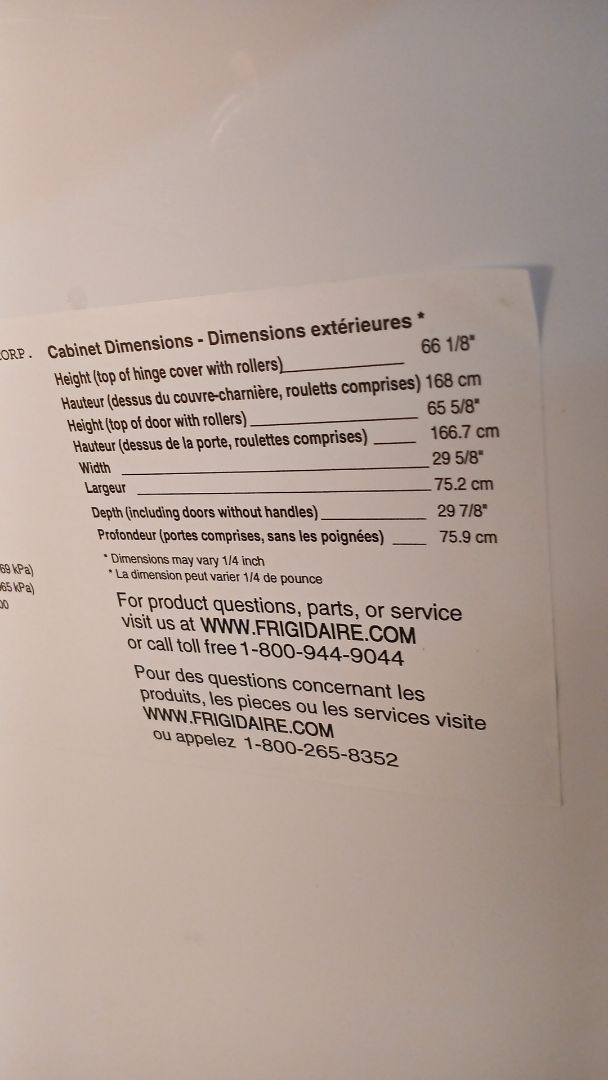 ORP. Cabinet Dimensions - Dimensions extérieures *
Height (top of hinge cover with rollers) 66 1/8"
Hauteur (dessus du couvre-charnière, rouletts comprises) 168 cm
Height (top of door with rollers) 65 5/8"
Hauteur (dessus de la porte, roulettes comprises) 166.7 cm
Width 29 5/8"
Largeur 75.2 cm
Depth (including doors without handles) 29 7/8"
Profondeur (portes comprises, sans les poignées) 75.9 cm
* Dimensions may vary 1/4 inch
* La dimension peut varier 1/4 de pounce
69 kPa)
65 kPa)
00
For product questions, parts, or service
visit us at WWW.FRIGIDAIRE.COM
or call toll free 1-800-944-9044
Pour des questions concernant les
produits, les pieces ou les services visite
WWW.FRIGIDAIRE.COM
ou appelez 1-800-265-8352